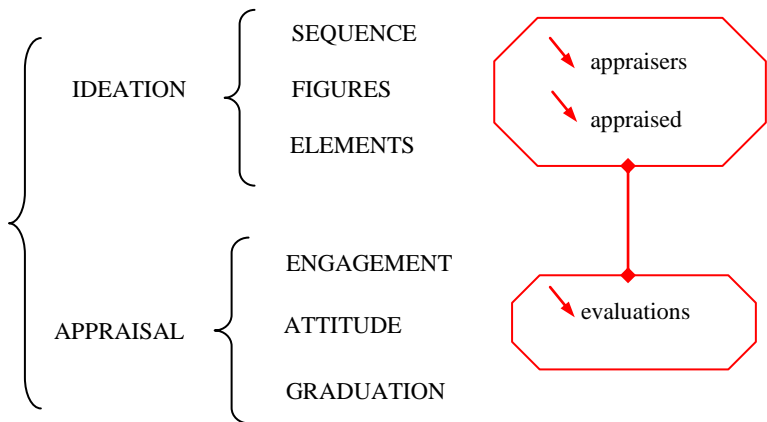 IDEATION
SEQUENCE
FIGURES
ELEMENTS
appraisers
appraised
APPRAISAL
ENGAGEMENT
ATTITUDE
GRADUATION
evaluations